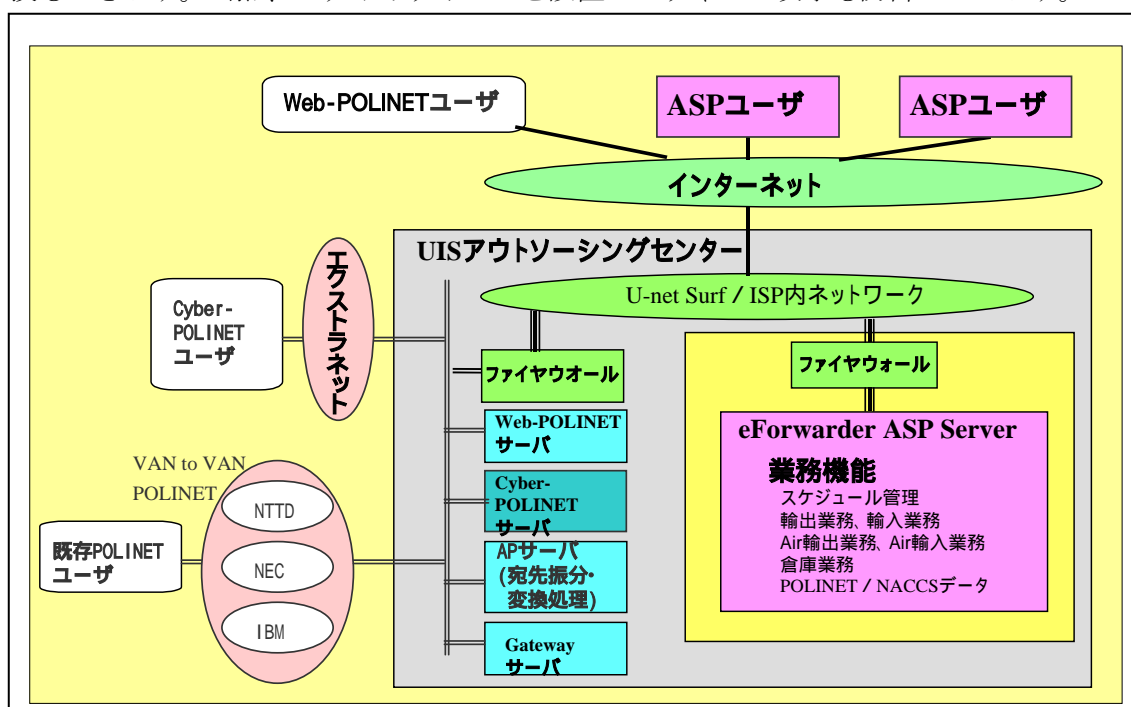 Web-POLINETユーザ
ASPユーザ
ASPユーザ
インターネット
UISアウトソーシングセンター
エクストラネット
U-net Surf / ISP内ネットワーク
Cyber-
POLINET
ユーザ
ファイヤウオール
ファイヤウォール
Web-POLINET
サーバ
eForwarder ASP Server
業務機能
スケジュール管理
輸出業務、輸入業務
Air輸出業務、Air輸入業務
倉庫業務
POLINET / NACCSデータ
VAN to VAN
POLINET
Cyber-
POLINET
サーバ
NTTD
既存POLINET
ユーザ
APサーバ
(宛先振分・
変換処理)
NEC
IBM
Gateway
サーバ